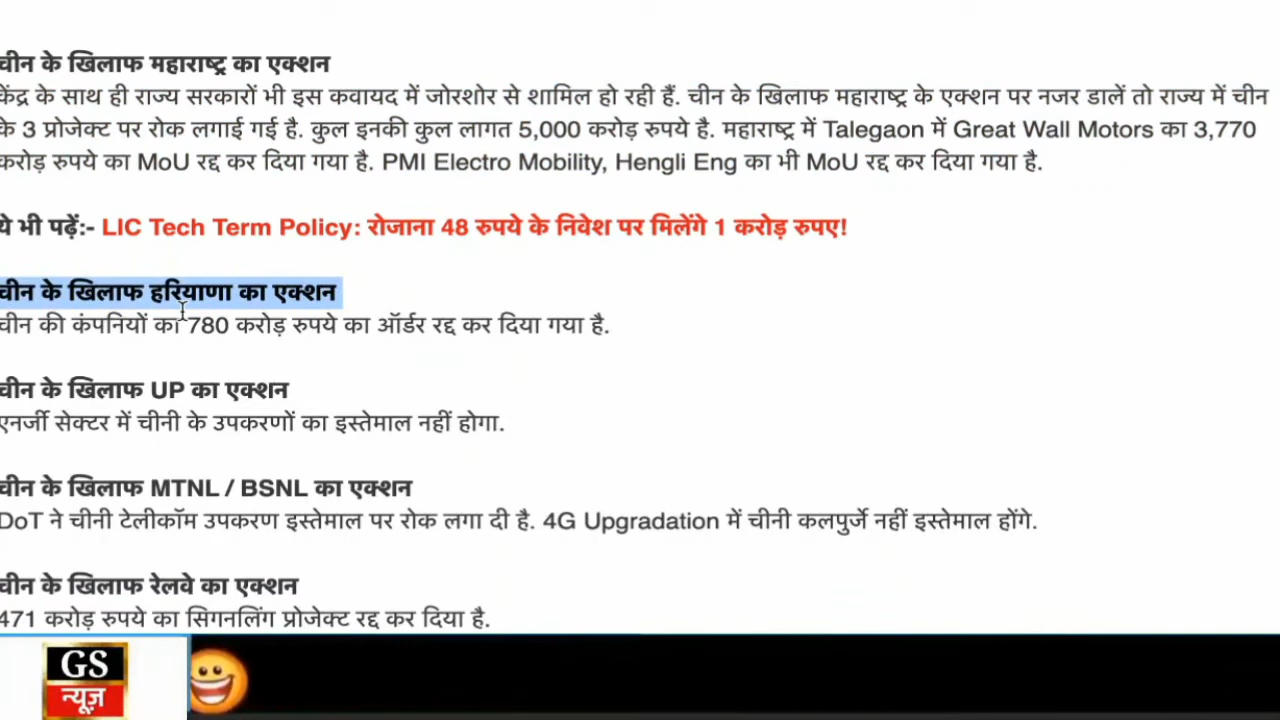 चीन के खिलाफ महाराष्ट्र का एक्शन
केंद्र के साथ ही राज्य सरकारों भी इस कवायद में जोरशोर से शामिल हो रही हैं. चीन के खिलाफ महाराष्ट्र के एक्शन पर नजर डालें तो राज्य में चीन
के 3 प्रोजेक्ट पर रोक लगाई गई है. कुल इनकी कुल लागत 5,000 करोड़ रुपये है. महाराष्ट्र में Talegaon में Great Wall Motors का 3,770
करोड़ रुपये का MoU रद्द कर दिया गया है. PMI Electro Mobility, Hengli Eng का भी MoU रद्द कर दिया गया है.
ये भी पढ़ें:- LIC Tech Term Policy: रोजाना 48 रुपये के निवेश पर मिलेंगे 1 करोड़ रुपए!
चीन के खिलाफ हरियाणा का एक्शन
चीन की कंपनियों का 780 करोड़ रुपये का ऑर्डर रद्द कर दिया गया है.
चीन के खिलाफ UP का एक्शन
एनर्जी सेक्टर में चीनी के उपकरणों का इस्तेमाल नहीं होगा.
चीन के खिलाफ MTNL / BSNL का एक्शन
DoT ने चीनी टेलीकॉम उपकरण इस्तेमाल पर रोक लगा दी है. 4G Upgradation में चीनी कलपुर्जे नहीं इस्तेमाल होंगे.
चीन के खिलाफ रेलवे का एक्शन
471 करोड़ रुपये का सिगनलिंग प्रोजेक्ट रद्द कर दिया है.
GS
न्यूज़